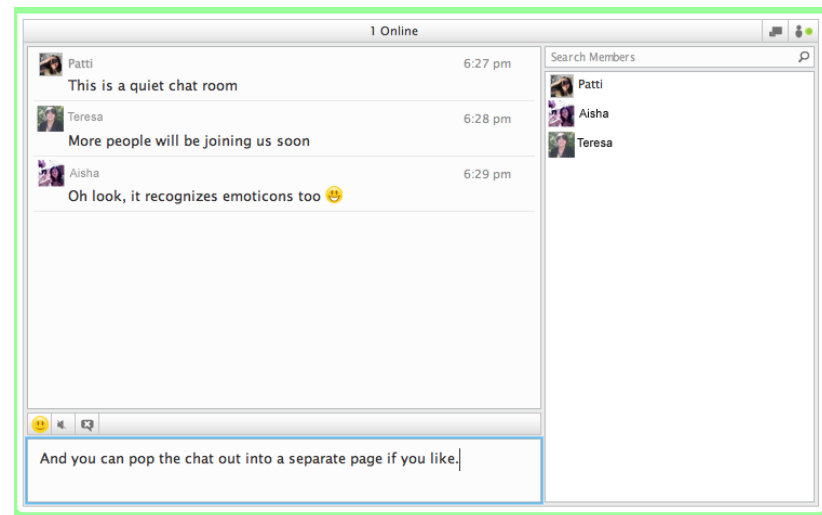 1 Online
Patti 6:27 pm
This is a quiet chat room
Teresa 6:28 pm
More people will be joining us soon
Aisha 6:29 pm
Oh look, it recognizes emoticons too 😃
And you can pop the chat out into a separate page if you like.
Search Members
Patti
Aisha
Teresa